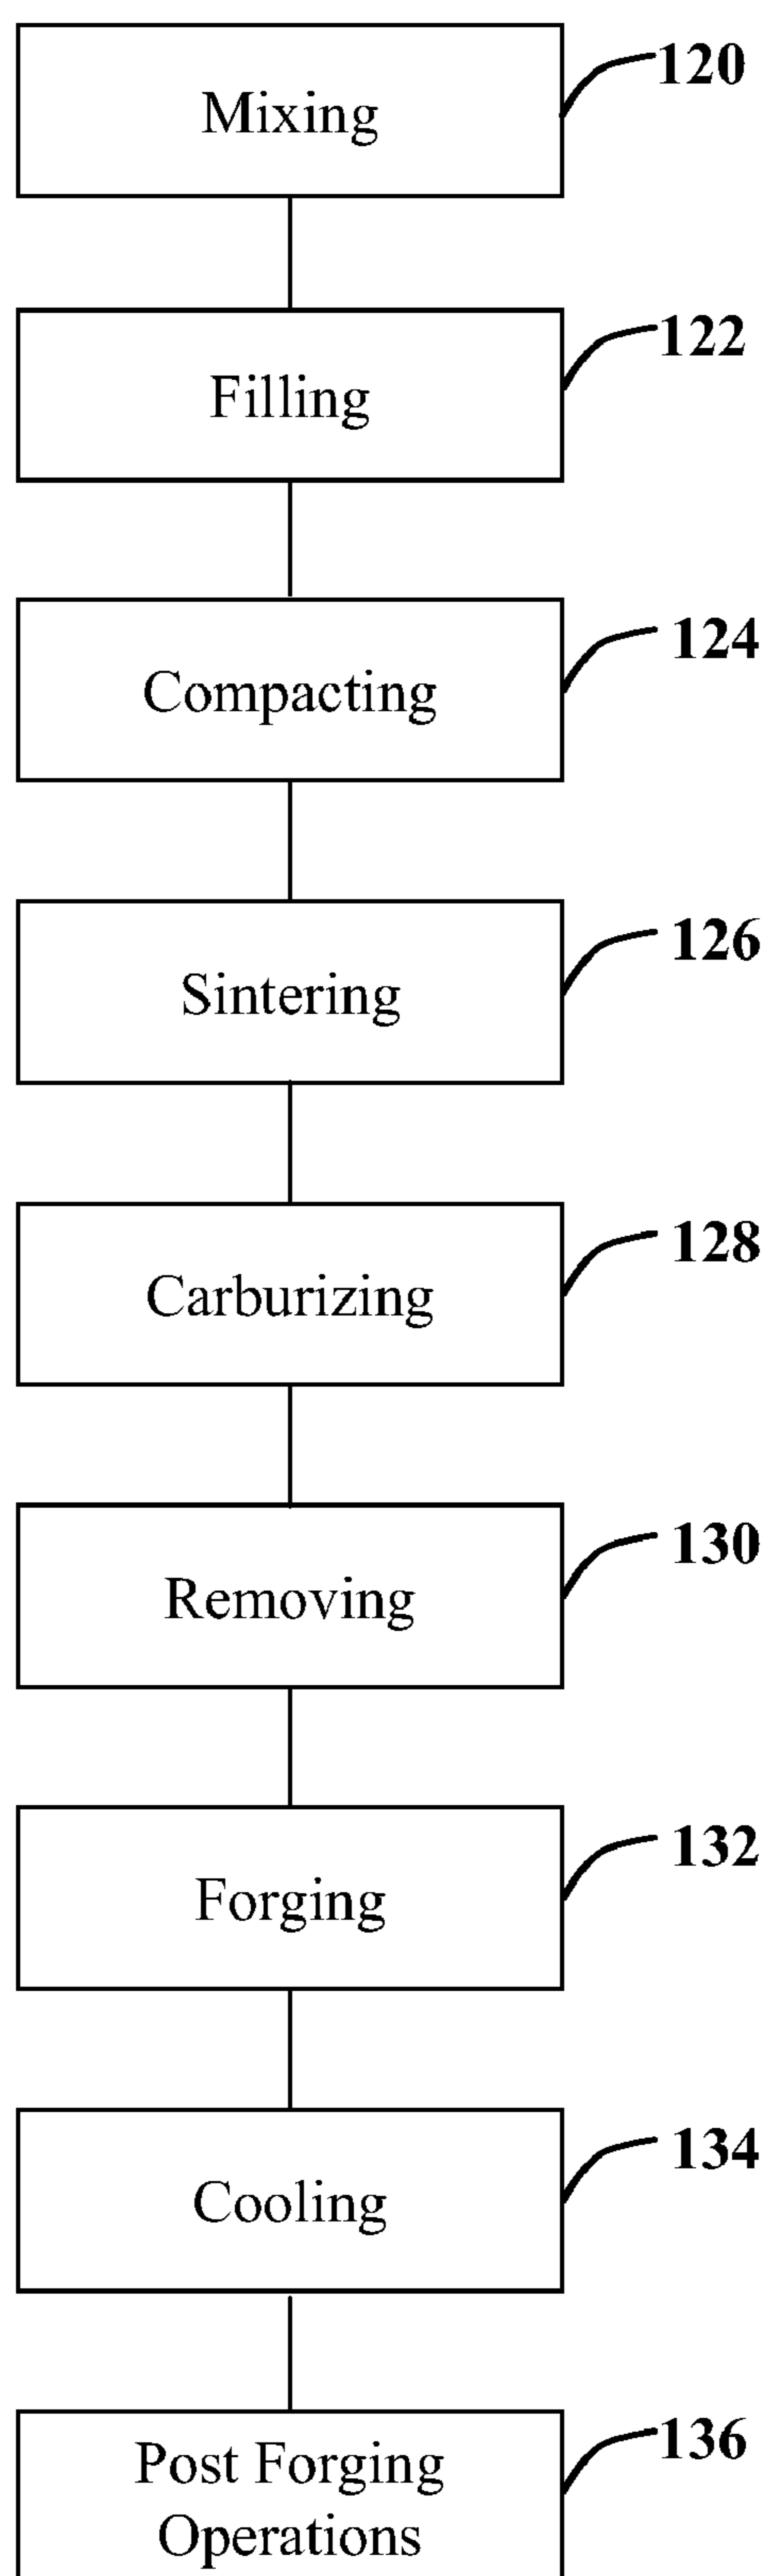 Mixing
120
Filling
122
Compacting
124
Sintering
126
Carburizing
128
Removing
130
Forging
132
Cooling
134
Post Forging
Operations
136